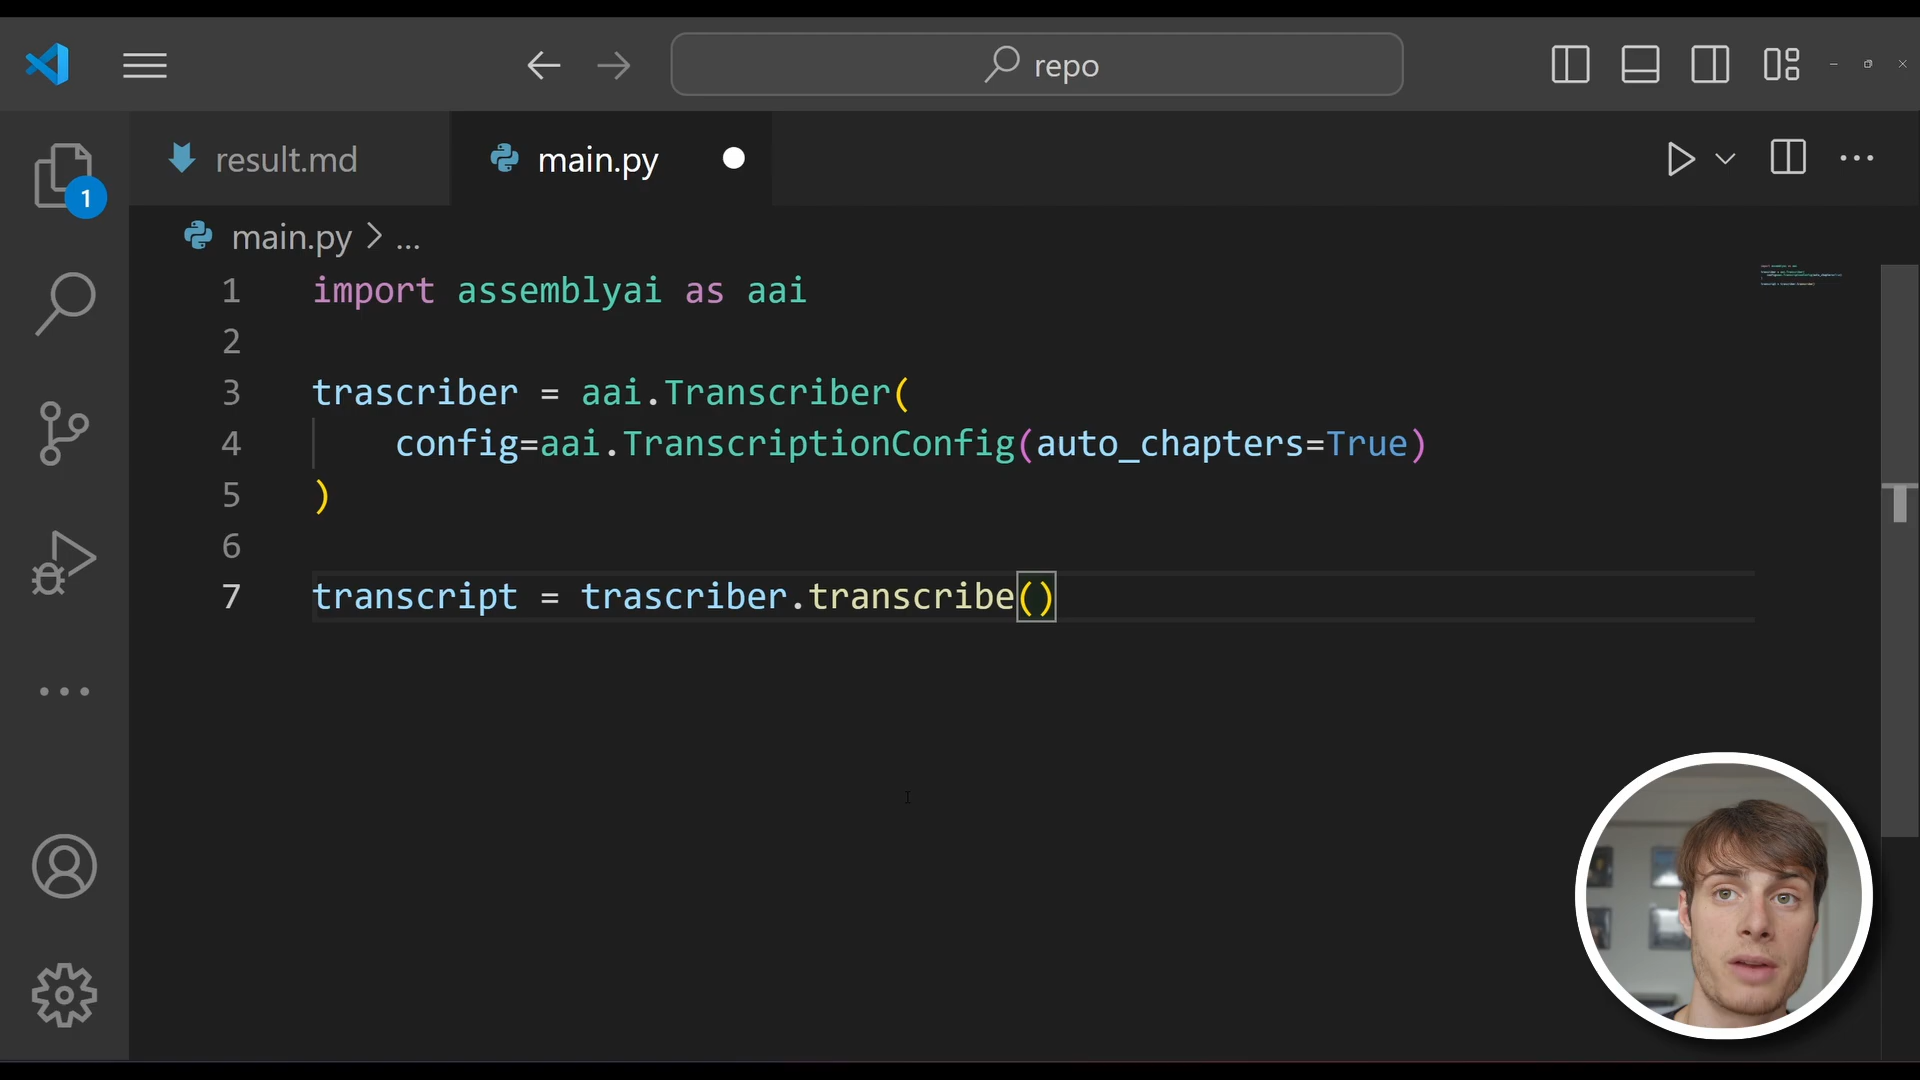 repo
result.md
main.py
1
main.py > ...
1 import assemblyai as aai
2
3 trascriber = aai.Transcriber(
4     config=aai.TranscriptionConfig(auto_chapters=True)
5 )
6
7 transcript = trascriber.transcribe()